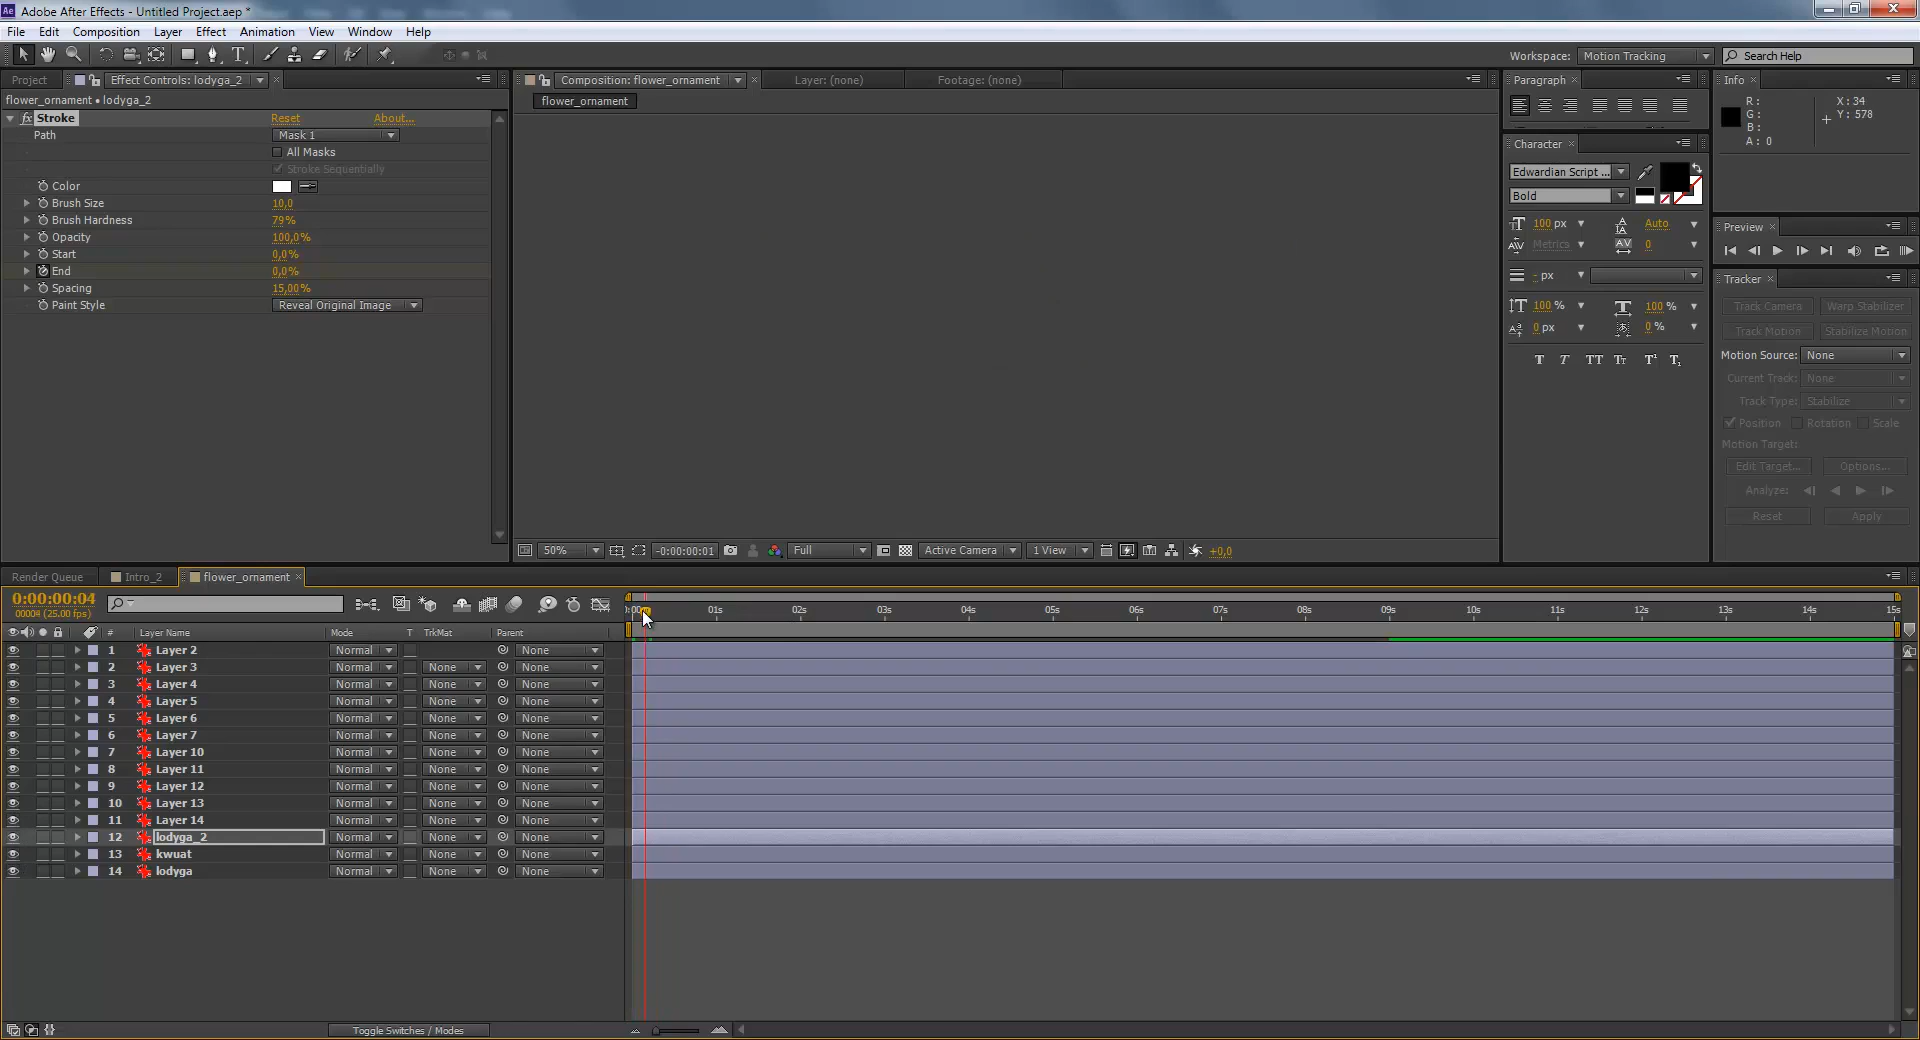 Adobe After Effects - Untitled Project.aep *
File Edit Composition Layer Effect Animation View Window Help
Workspace: Motion Tracking Search Help
Project Effect Controls: lodyga_2
flower_ornament • lodyga_2
fx Stroke Reset About...
Path Mask 1
All Masks
Stroke Sequentially
Color
Brush Size 10,0
Brush Hardness 79%
Opacity 100,0%
Start 0,0%
End 0,0%
Spacing 15,00%
Paint Style Reveal Original Image
Composition: flower_ornament Layer: (none) Footage: (none)
flower_ornament
50% -0:00:00:01 Full Active Camera 1 View +0,0
Paragraph
Character
Edwardian Script ...
Bold
100 px Auto
Metrics 0
- px
100 % 100 %
0 px 0 %
T T TT Tr T¹ T₁
Info
R: X: 34
G: Y: 578
B:
A: 0
Preview
Tracker
Track Camera Warp Stabilizer
Track Motion Stabilize Motion
Motion Source: None
Current Track: None
Track Type: Stabilize
Position Rotation Scale
Motion Target:
Edit Target... Options...
Analyze:
Reset Apply
Render Queue Intro_2 flower_ornament
0:00:00:04
00004 (25.00 fps)
01s 02s 03s 04s 05s 06s 07s 08s 09s 10s 11s 12s 13s 14s 15s
# Layer Name Mode T TrkMat Parent
1 Layer 2 Normal None
2 Layer 3 Normal None None
3 Layer 4 Normal None None
4 Layer 5 Normal None None
5 Layer 6 Normal None None
6 Layer 7 Normal None None
7 Layer 10 Normal None None
8 Layer 11 Normal None None
9 Layer 12 Normal None None
10 Layer 13 Normal None None
11 Layer 14 Normal None None
12 lodyga_2 Normal None None
13 kwuat Normal None None
14 lodyga Normal None None
Toggle Switches / Modes